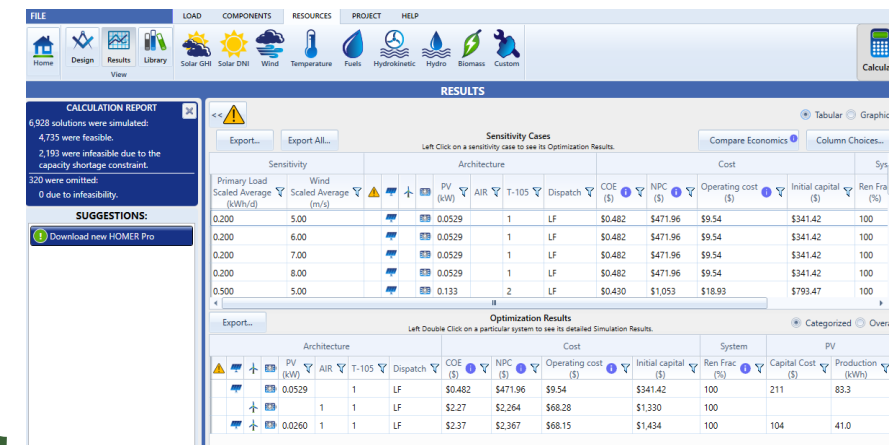 FILE LOAD COMPONENTS RESOURCES PROJECT HELP
Home Design Results Library Solar GHI Solar DNI Wind Temperature Fuels Hydrokinetic Hydro Biomass Custom
View
RESULTS
CALCULATION REPORT
6,928 solutions were simulated:
4,735 were feasible.
2,193 were infeasible due to the
capacity shortage constraint.
320 were omitted:
0 due to infeasibility.
SUGGESTIONS:
Download new HOMER Pro
<< Tabular
Export... Export All... Sensitivity Cases Compare Economics Column Choices...
Left Click on a sensitivity case to see its Optimization Results.
Sensitivity Architecture Cost
Primary Load Scaled Average (kWh/d) Wind Scaled Average (m/s) PV (kW) AIR T-105 Dispatch COE ($) NPC ($) Operating cost ($) Initial capital ($) Ren Fra (%)
0.200 5.00 0.0529 1 LF $0.482 $471.96 $9.54 $341.42 100
0.200 6.00 0.0529 1 LF $0.482 $471.96 $9.54 $341.42 100
0.200 7.00 0.0529 1 LF $0.482 $471.96 $9.54 $341.42 100
0.200 8.00 0.0529 1 LF $0.482 $471.96 $9.54 $341.42 100
0.500 5.00 0.133 2 LF $0.430 $1,053 $18.93 $793.47 100
Export... Optimization Results Categorized
Left Double Click on a particular system to see its detailed Simulation Results.
Architecture Cost System PV
PV (kW) AIR T-105 Dispatch COE ($) NPC ($) Operating cost ($) Initial capital ($) Ren Frac (%) Capital Cost ($) Production (kWh)
0.0529 1 LF $0.482 $471.96 $9.54 $341.42 100 211 83.3
1 1 LF $2.27 $2,264 $68.28 $1,330 100
0.0260 1 1 LF $2.37 $2,367 $68.15 $1,434 100 104 41.0